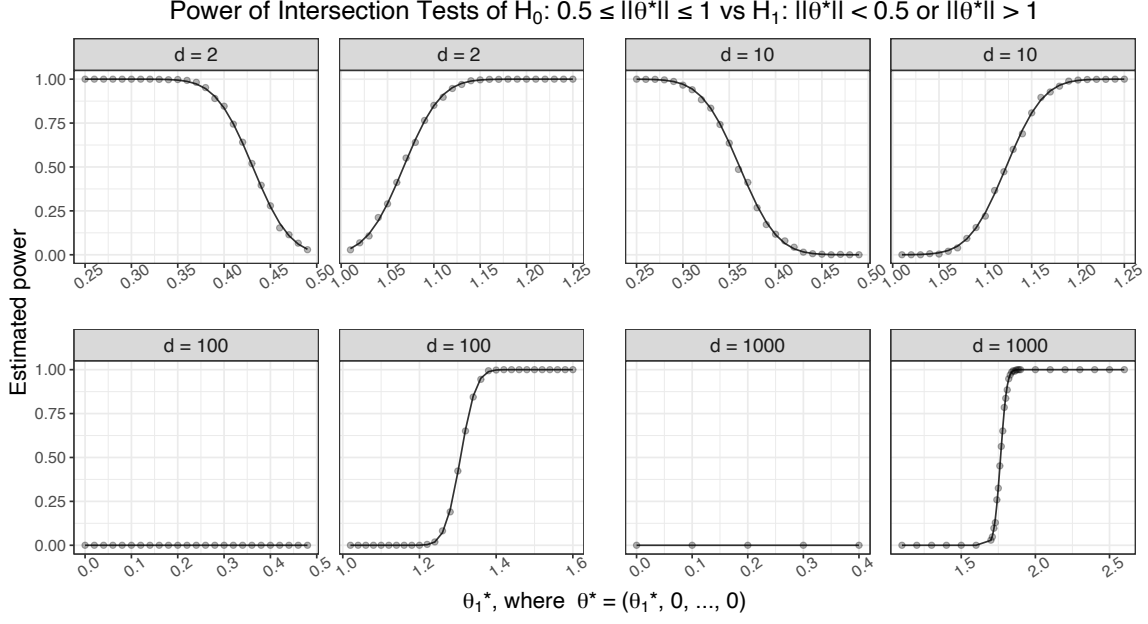 Power of Intersection Tests of H₀: 0.5 ≤ ||θ*|| ≤ 1 vs H₁: ||θ*|| < 0.5 or ||θ*|| > 1
Estimated power
d = 2 d = 2 d = 10 d = 10
1.00
0.75
0.50
0.25
0.00
0.25 0.30 0.35 0.40 0.45 0.50 1.00 1.05 1.10 1.15 1.20 1.25 0.25 0.30 0.35 0.40 0.45 0.50 1.00 1.05 1.10 1.15 1.20 1.25
d = 100 d = 100 d = 1000 d = 1000
1.00
0.75
0.50
0.25
0.00
0.0 0.1 0.2 0.3 0.4 0.5 1.0 1.2 1.4 1.6 0.0 0.1 0.2 0.3 0.4 1.5 2.0 2.5
θ₁*, where θ* = (θ₁*, 0, ..., 0)